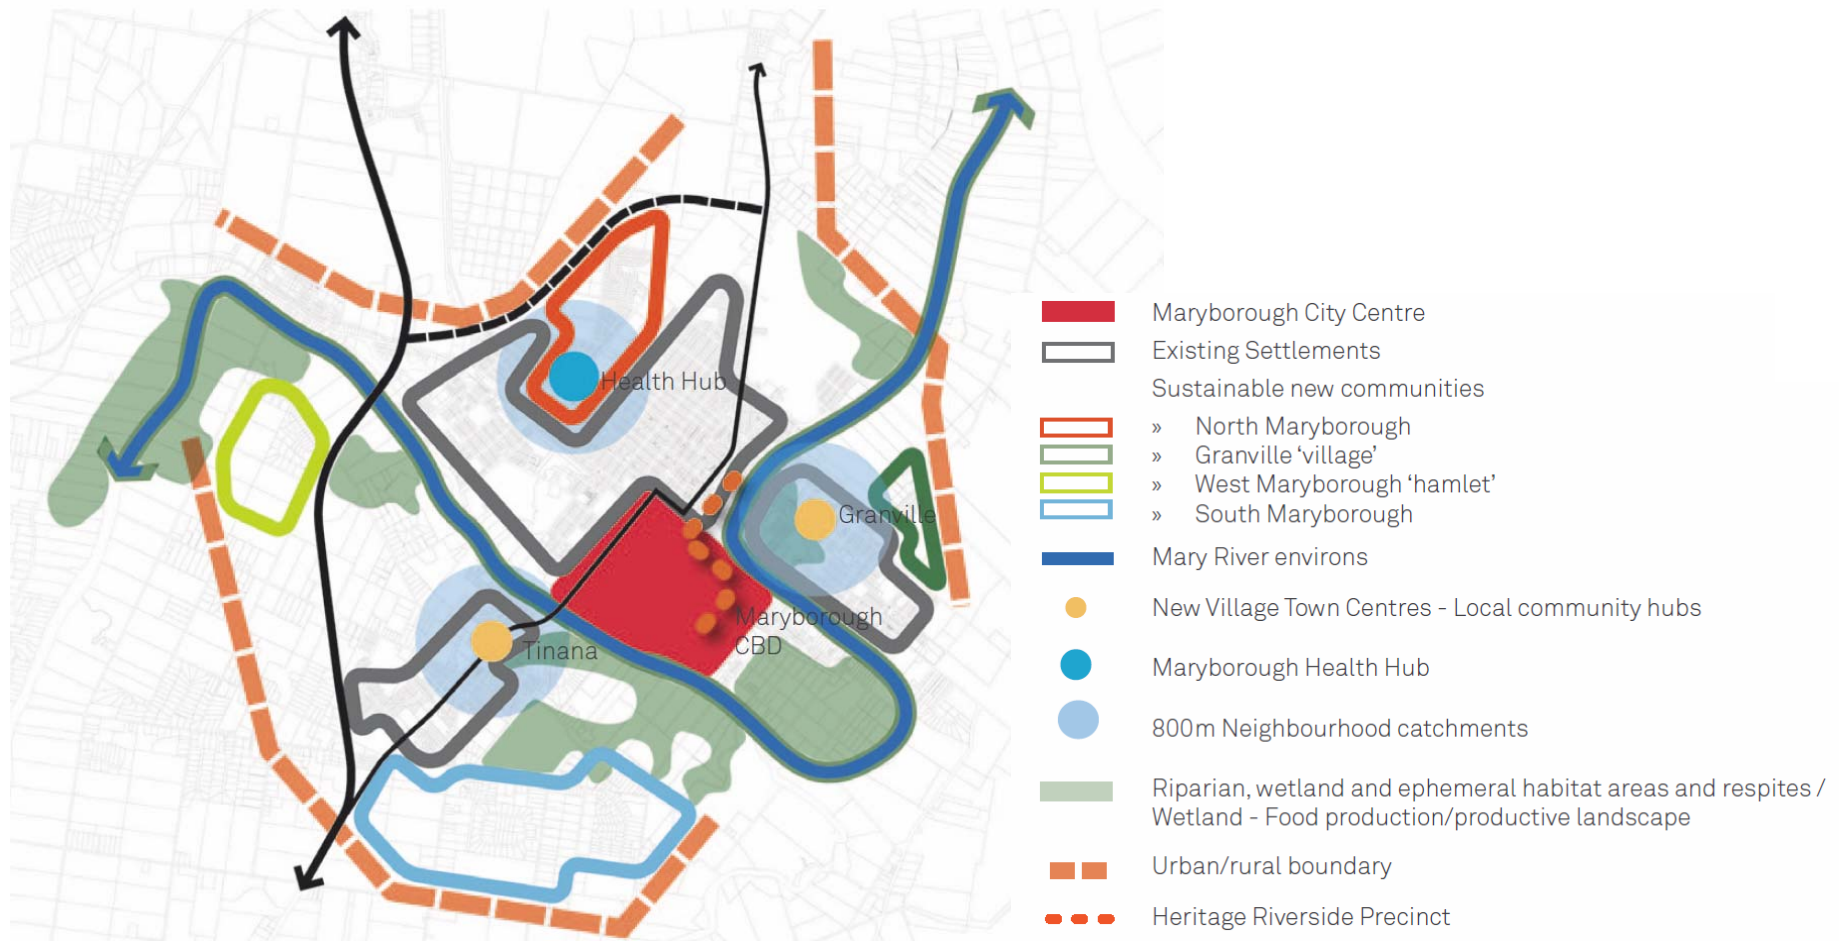 Health Hub
Granville
Maryborough
CBD
Tinana
Maryborough City Centre
Existing Settlements
Sustainable new communities
» North Maryborough
» Granville ‘village’
» West Maryborough ‘hamlet’
» South Maryborough
Mary River environs
New Village Town Centres - Local community hubs
Maryborough Health Hub
800m Neighbourhood catchments
Riparian, wetland and ephemeral habitat areas and respites /
Wetland - Food production/productive landscape
Urban/rural boundary
Heritage Riverside Precinct